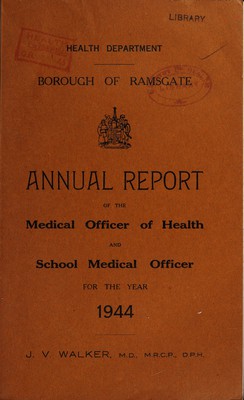 LIBRARY
HEALTH DEPARTMENT
BOROUGH OF RAMSGATE
ANNUAL REPORT
OF THE
Medical Officer of Health
AND
School Medical Officer
FOR THE YEAR
1944
J. V. WALKER, M.D., M.R.C.P., D.P.H.